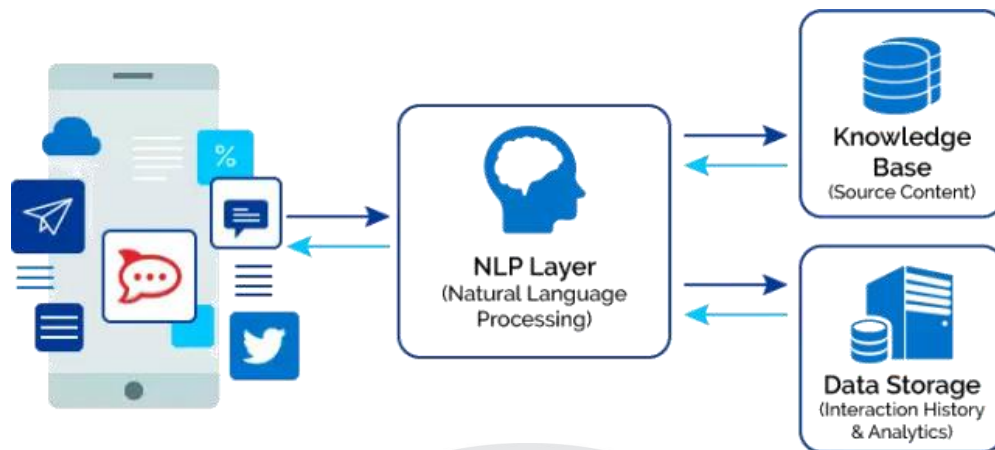 %
NLP Layer
(Natural Language
Processing)
Knowledge
Base
(Source Content)
Data Storage
(Interaction History
& Analytics)